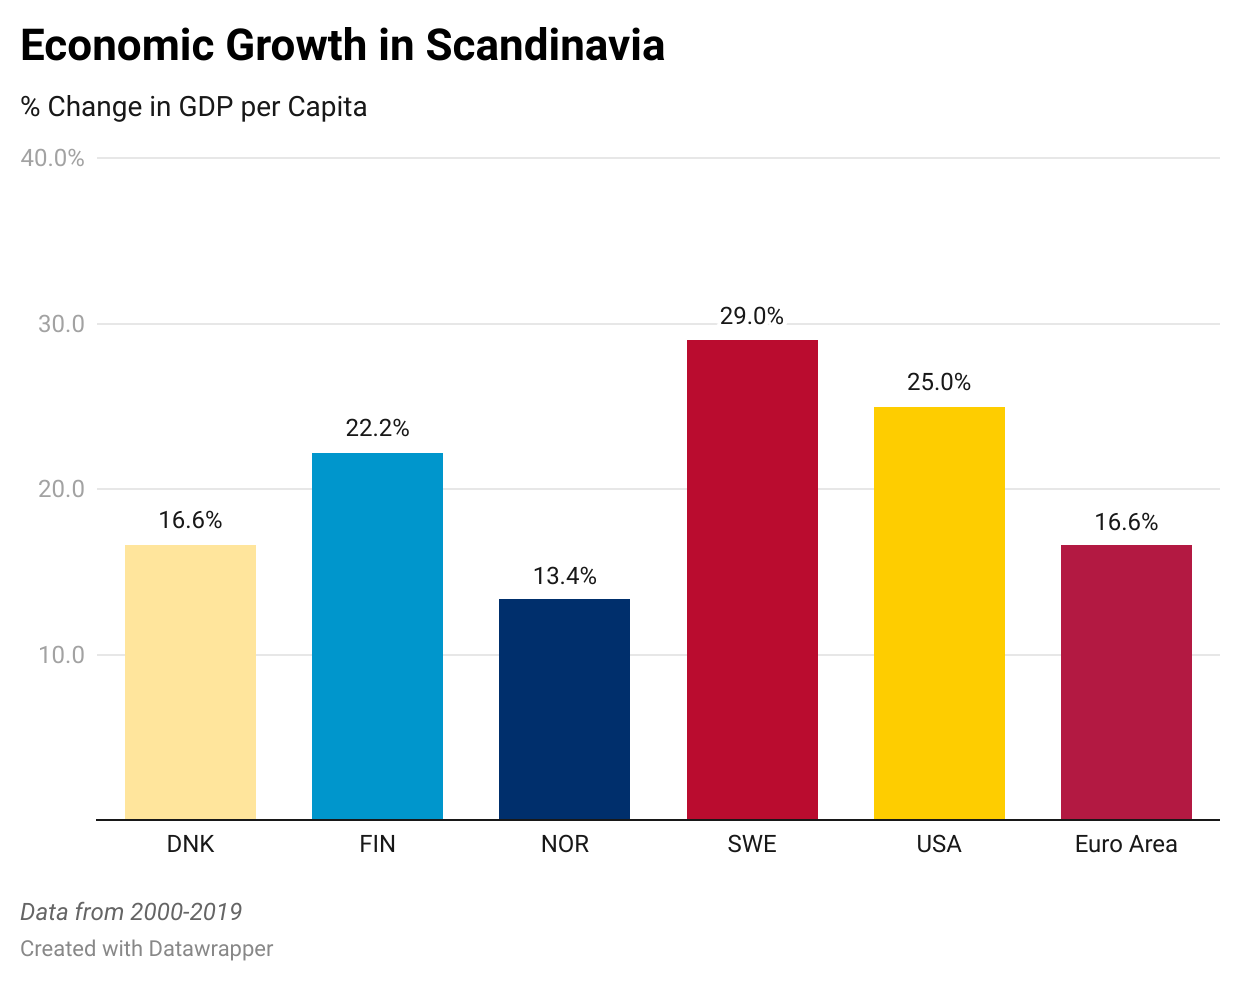 Economic Growth in Scandinavia
% Change in GDP per Capita
40.0%
30.0
20.0
10.0
16.6%
22.2%
13.4%
29.0%
25.0%
16.6%
DNK
FIN
NOR
SWE
USA
Euro Area
Data from 2000-2019
Created with Datawrapper